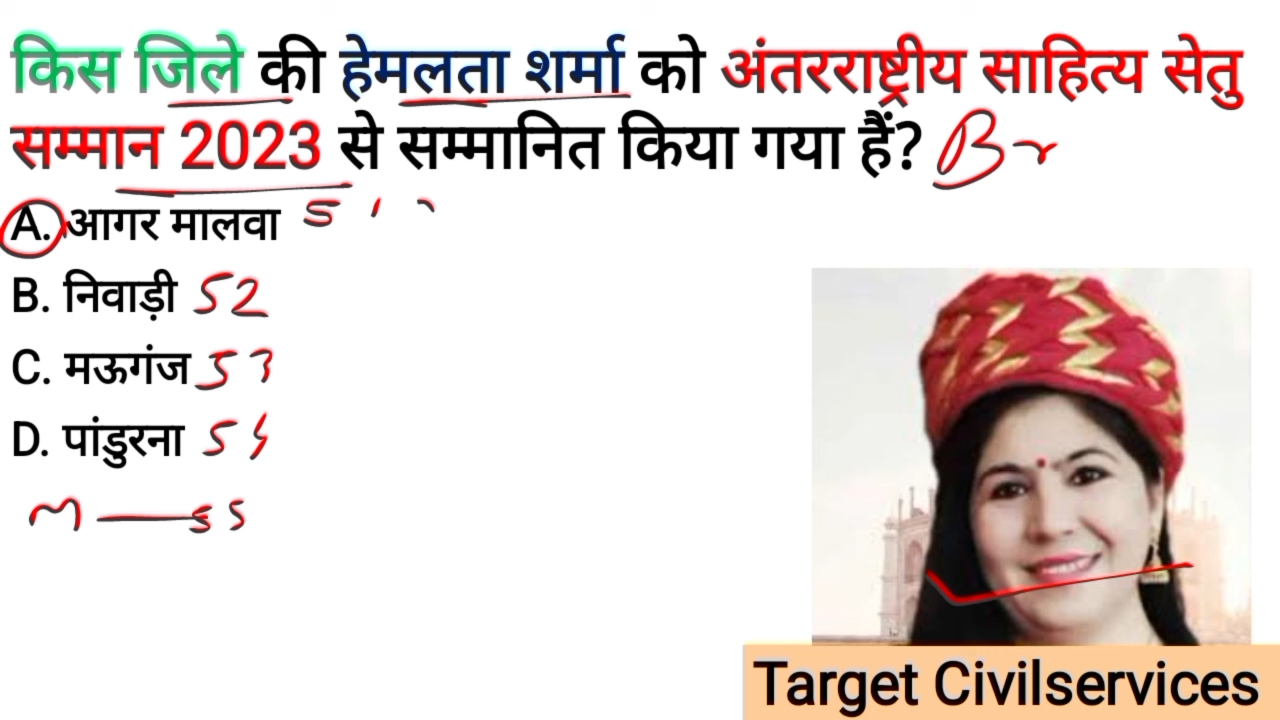 किस जिले की हेमलता शर्मा को अंतरराष्ट्रीय साहित्य सेतु
सम्मान 2023 से सम्मानित किया गया हैं?
A. आगर मालवा
B. निवाड़ी 52
C. मऊगंज 53
D. पांडुरना 54
Target Civilservices